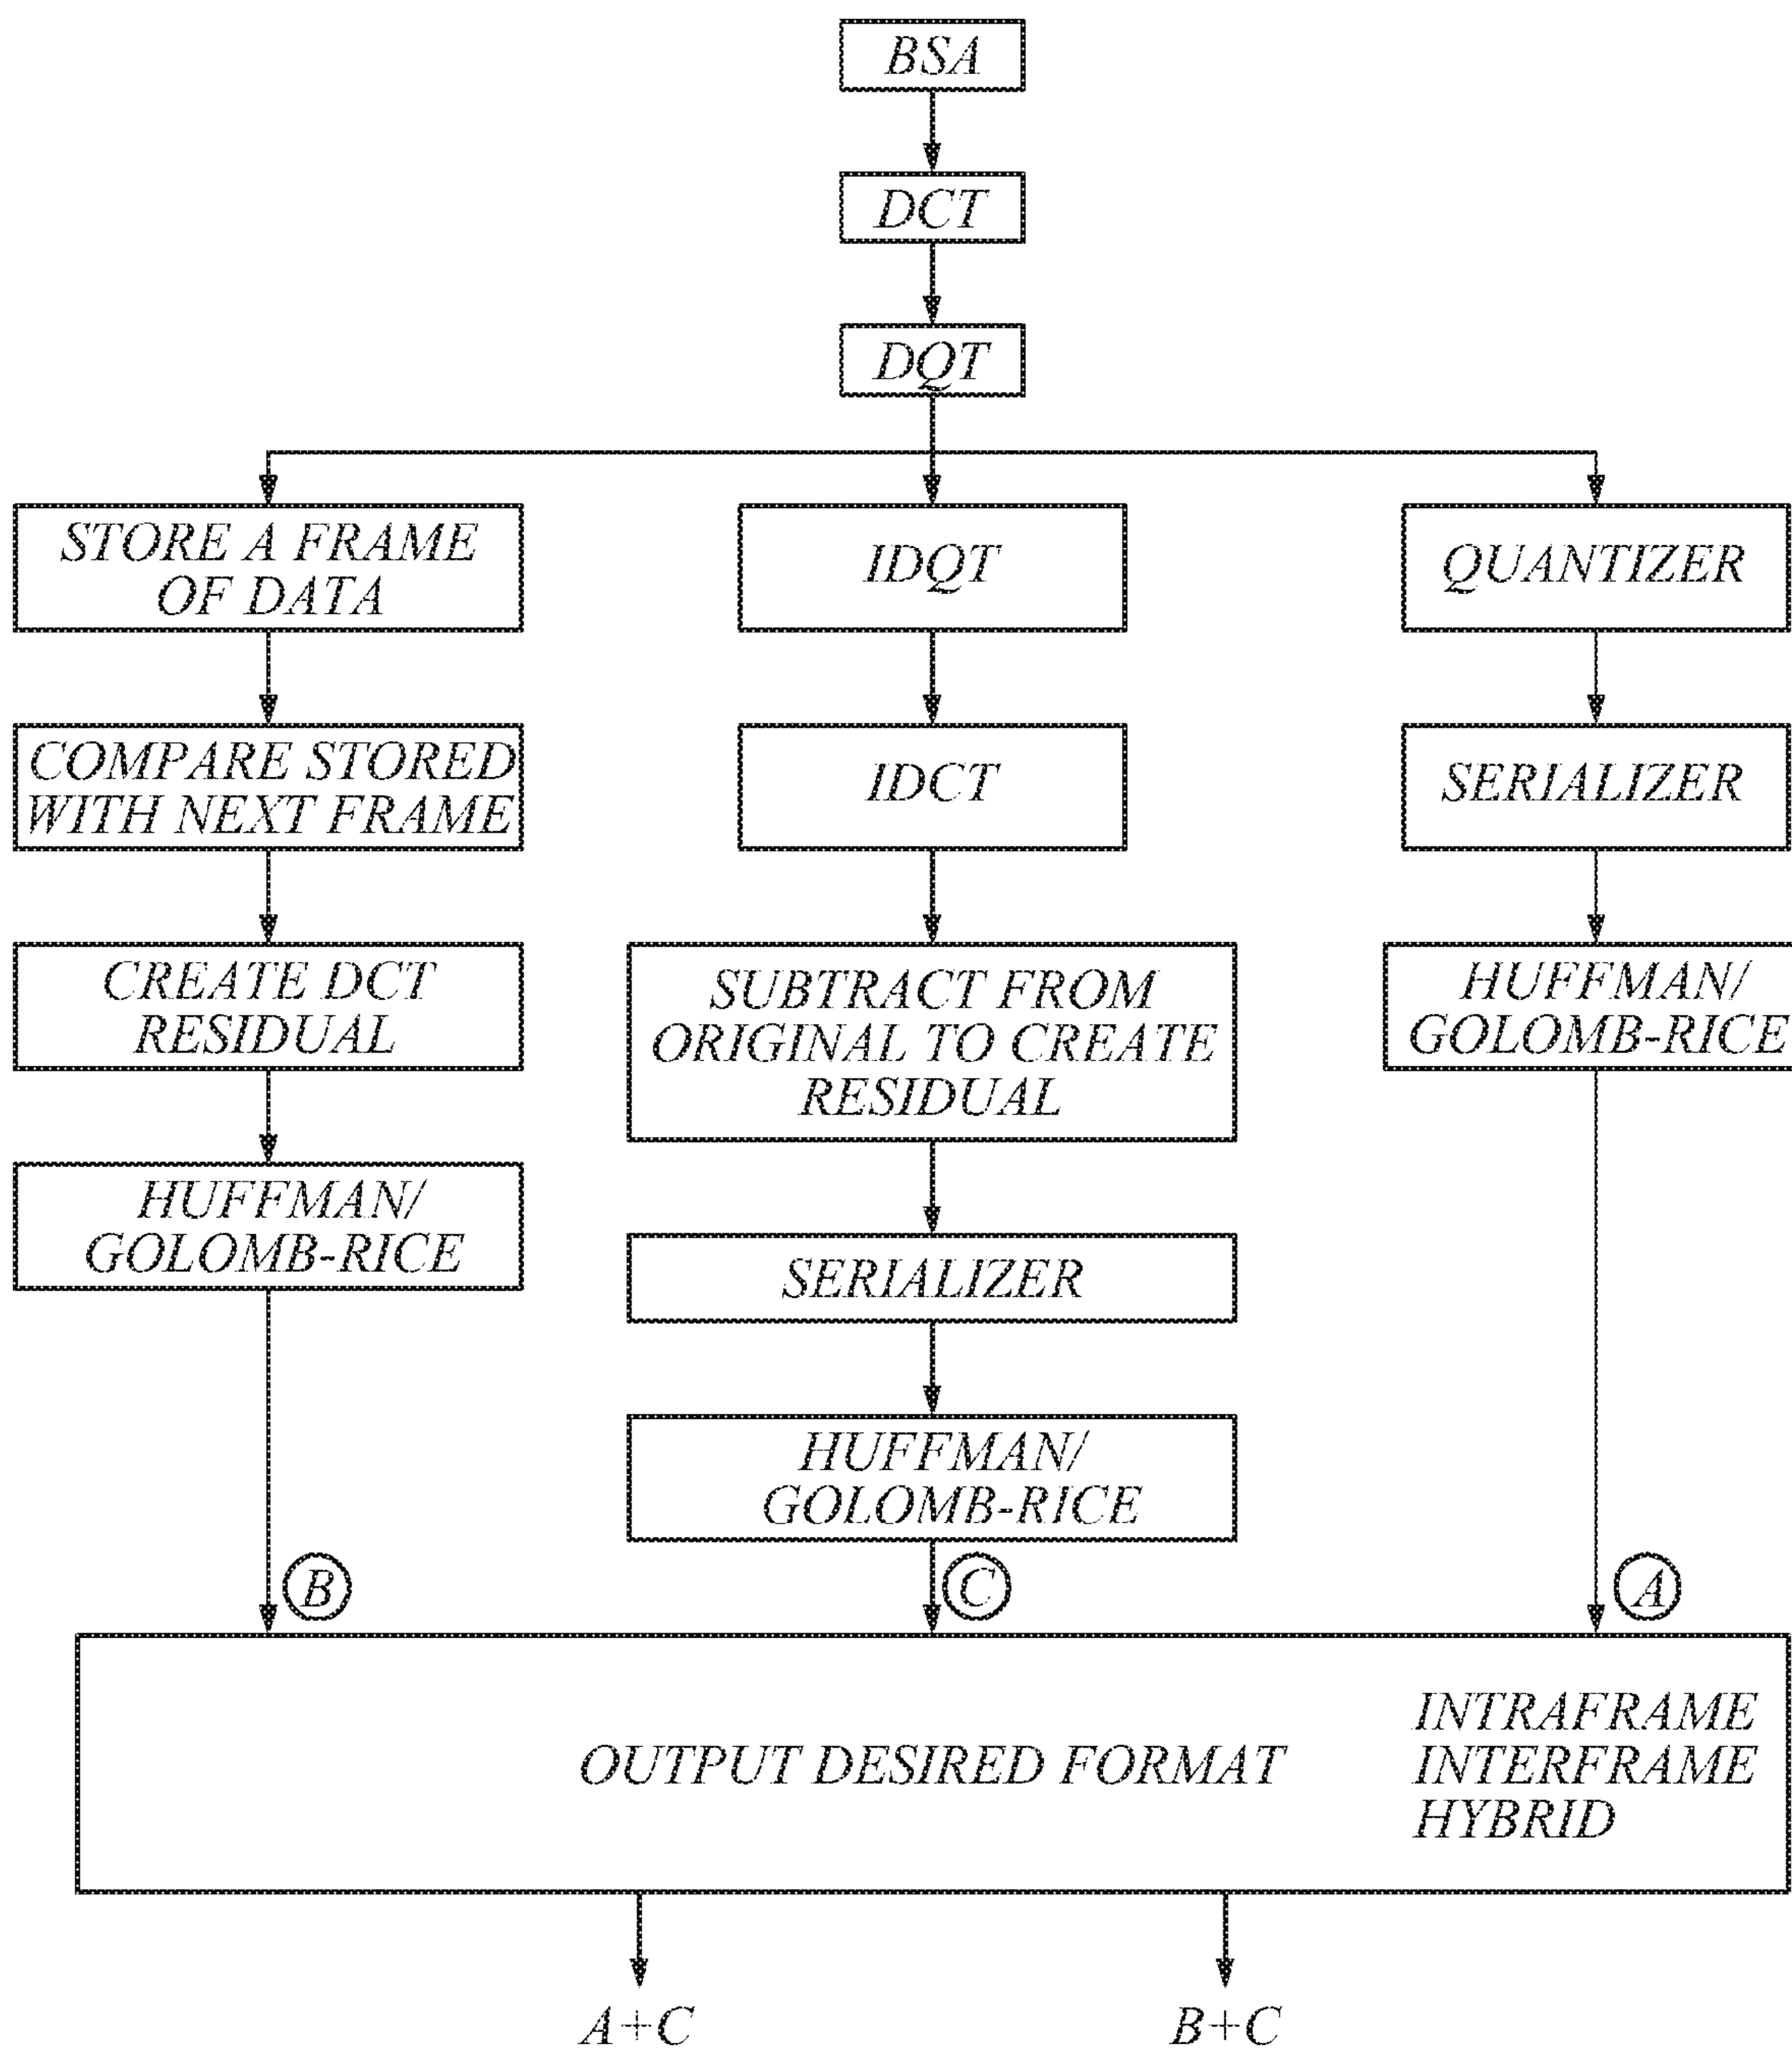 BSA
DCT
DQT
STORE A FRAME
OF DATA
IDQT
QUANTIZER
COMPARE STORED
WITH NEXT FRAME
IDCT
SERIALIZER
CREATE DCT
RESIDUAL
SUBTRACT FROM
ORIGINAL TO CREATE
RESIDUAL
HUFFMAN/
GOLOMB-RICE
HUFFMAN/
GOLOMB-RICE
SERIALIZER
HUFFMAN/
GOLOMB-RICE
B
C
A
OUTPUT DESIRED FORMAT
INTRAFRAME
INTERFRAME
HYBRID
A+C
B+C